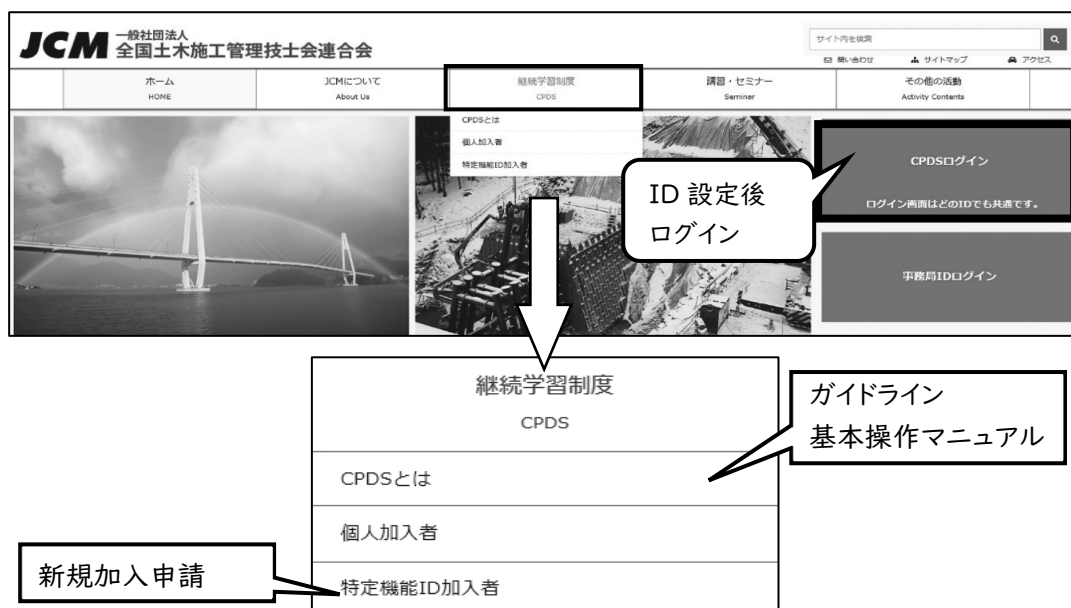 JCM 一般社団法人
全国土木施工管理技士会連合会
サイト内を検索
問い合わせ サイトマップ アクセス
ホーム
HOME
JCMについて
About Us
継続学習制度
CPDS
講習・セミナー
Seminer
その他の活動
Activity Contents
CPDSとは
個人加入者
特定機能ID加入者
CPDSログイン
ログイン画面はどのIDでも共通です。
ID 設定後
ログイン
事務局IDログイン
継続学習制度
CPDS
ガイドライン
基本操作マニュアル
CPDSとは
個人加入者
新規加入申請
特定機能ID加入者